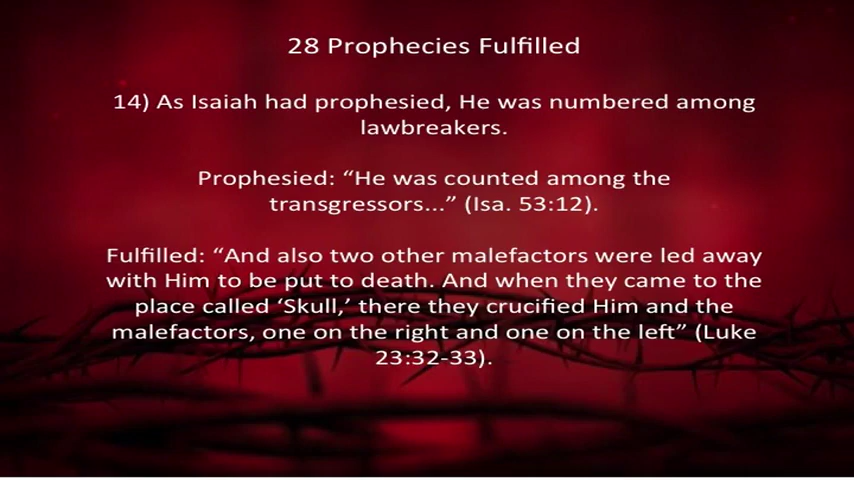 28 Prophecies Fulfilled
14) As Isaiah had prophesied, He was numbered among
lawbreakers.
Prophesied: “He was counted among the
transgressors...” (Isa. 53:12).
Fulfilled: “And also two other malefactors were led away
with Him to be put to death. And when they came to the
place called ‘Skull,’ there they crucified Him and the
malefactors, one on the right and one on the left” (Luke
23:32-33).